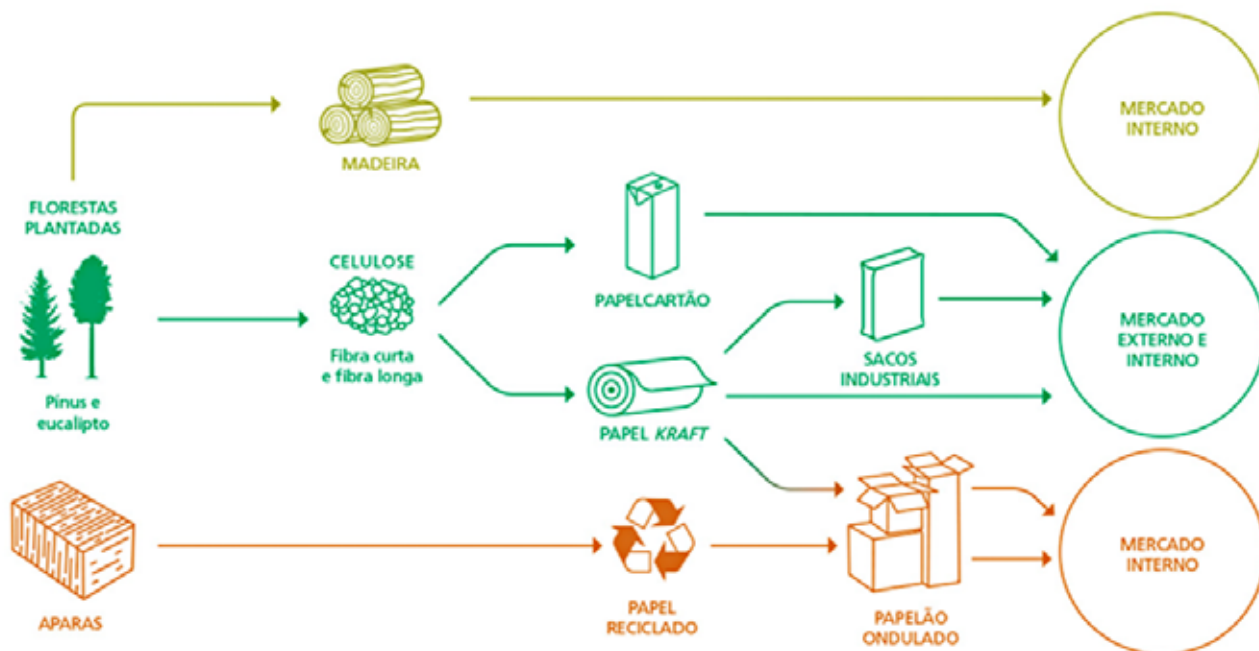 MADEIRA
MERCADO
INTERNO
FLORESTAS
PLANTADAS
Pinus e
eucalipto
CELULOSE
Fibra curta
e fibra longa
PAPELCARTÃO
PAPEL KRAFT
SACOS
INDUSTRIAIS
MERCADO
EXTERNO E
INTERNO
APARAS
PAPEL
RECICLADO
PAPELÃO
ONDULADO
MERCADO
INTERNO